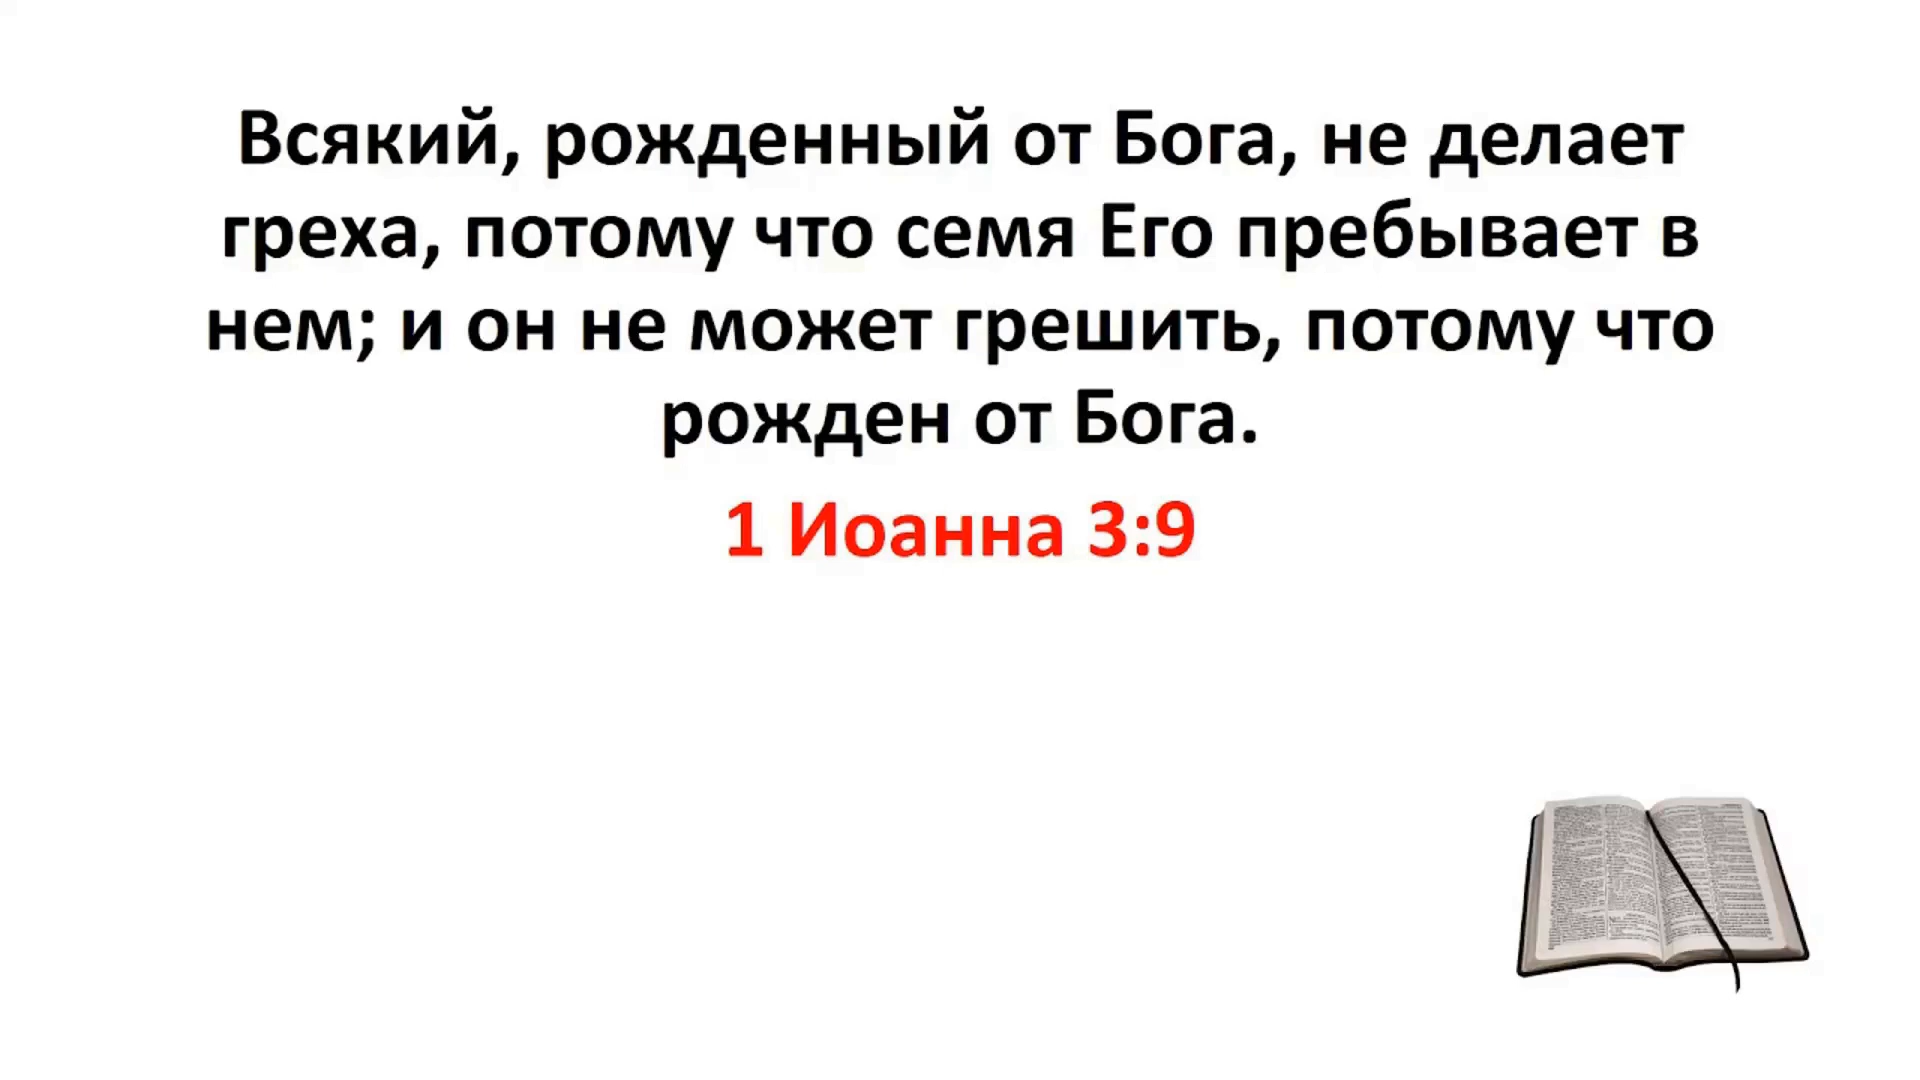 Всякий, рожденный от Бога, не делает
греха, потому что семя Его пребывает в
нем; и он не может грешить, потому что
рожден от Бога.
1 Иоанна 3:9